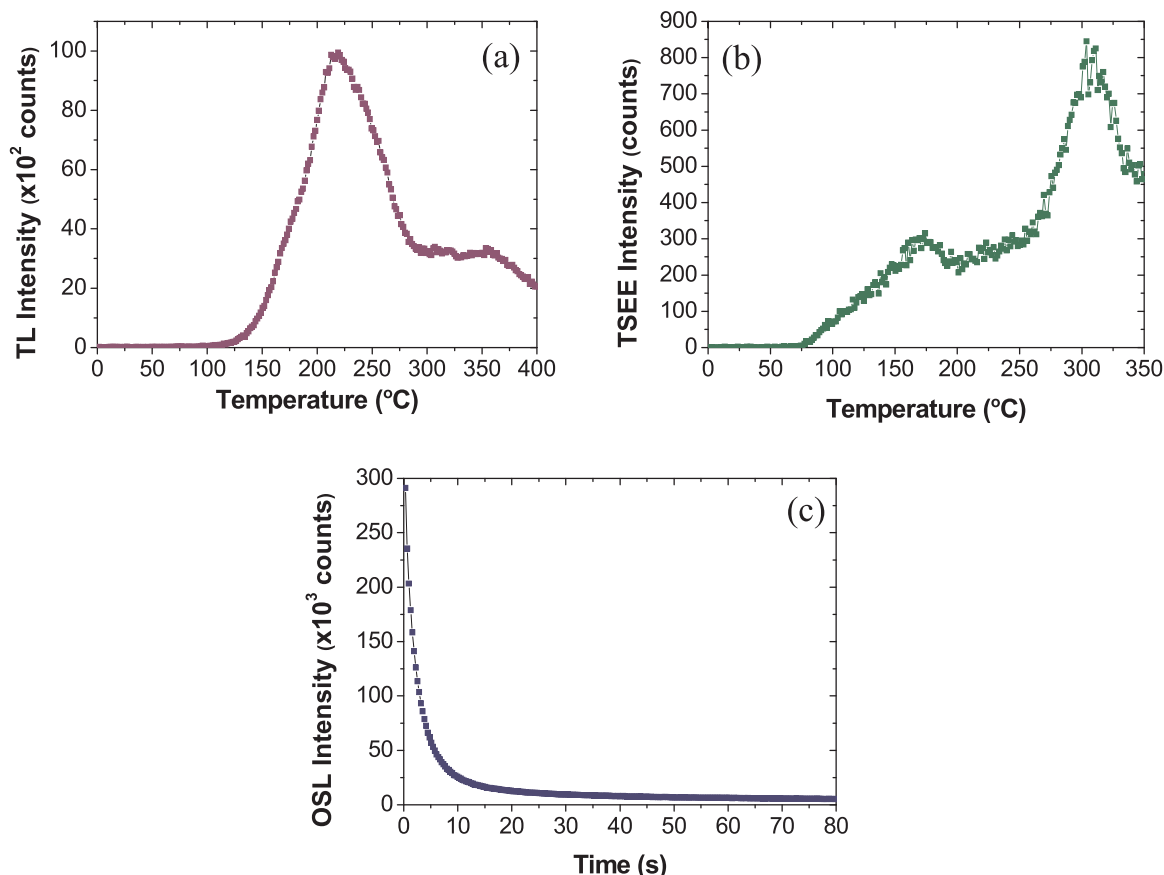 (a)
TL Intensity (x10² counts)
100
80
60
40
20
0
0 50 100 150 200 250 300 350 400
Temperature (ºC)
(b)
TSEE Intensity (counts)
900
800
700
600
500
400
300
200
100
0
0 50 100 150 200 250 300 350
Temperature (ºC)
(c)
OSL Intensity (x10³ counts)
300
250
200
150
100
50
0
0 10 20 30 40 50 60 70 80
Time (s)